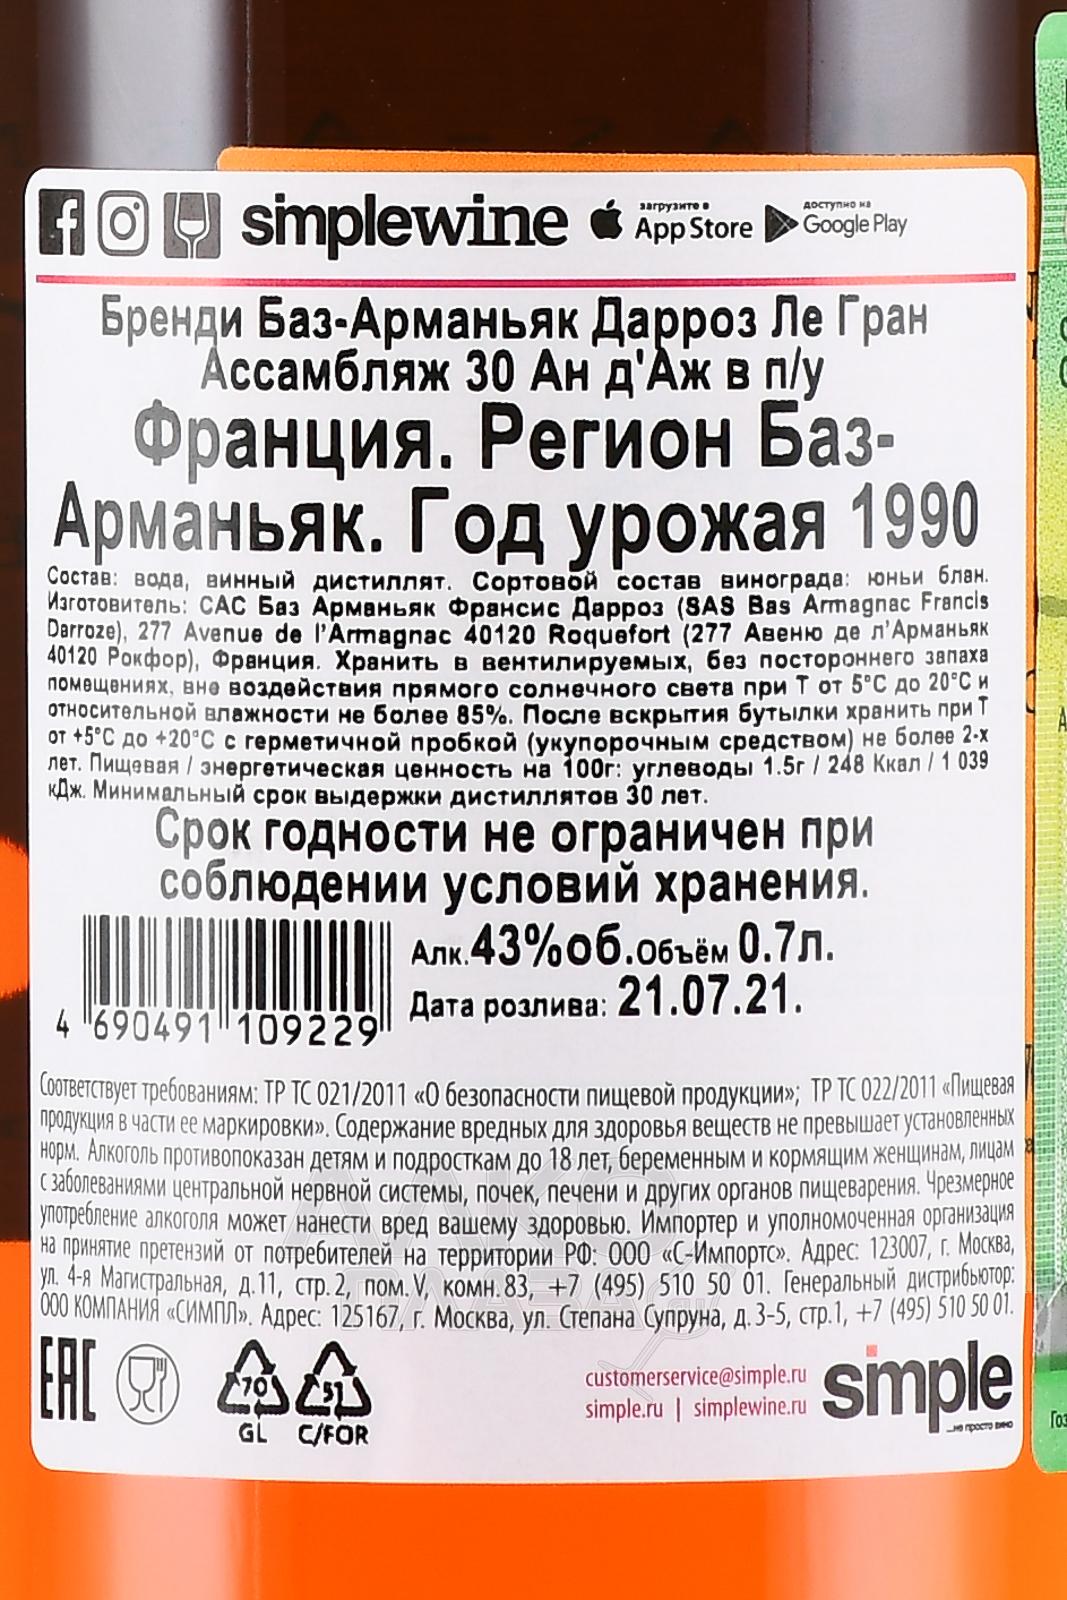 simplewine
загрузите в
App Store
доступно на
Google Play
Бренди Баз-Арманьяк Дарроз Ле Гран
Ассамбляж 30 Ан д'Аж в п/у
Франция. Регион Баз-
Арманьяк. Год урожая 1990
Состав: вода, винный дистиллят. Сортовой состав винограда: юньи блан.
Изготовитель: САС Баз Арманьяк Франсис Дарроз (SAS Bas Armagnac Francis
Darroze), 277 Avenue de l'Armagnac 40120 Roquefort (277 Авеню де л'Арманьяк
40120 Рокфор), Франция. Хранить в вентилируемых, без постороннего запаха
помещениях, вне воздействия прямого солнечного света при Т от 5°С до 20°С и
относительной влажности не более 85%. После вскрытия бутылки хранить при Т
от +5°С до +20°С с герметичной пробкой (укупорочным средством) не более 2-х
лет. Пищевая / энергетическая ценность на 100г: углеводы 1.5г / 248 Ккал / 1 039
кДж. Минимальный срок выдержки дистиллятов 30 лет.
Срок годности не ограничен при
соблюдении условий хранения.
Алк.43%об.Объём 0.7л.
Дата розлива: 21.07.21.
4 690491 109229
Соответствует требованиям: ТР ТС 021/2011 «О безопасности пищевой продукции»; ТР ТС 022/2011 «Пищевая
продукция в части ее маркировки». Содержание вредных для здоровья веществ не превышает установленных
норм. Алкоголь противопоказан детям и подросткам до 18 лет, беременным и кормящим женщинам, лицам
с заболеваниями центральной нервной системы, почек, печени и других органов пищеварения. Чрезмерное
употребление алкоголя может нанести вред вашему здоровью. Импортер и уполномоченная организация
на принятие претензий от потребителей на территории РФ: ООО «С-Импортс». Адрес: 123007, г. Москва,
ул. 4-я Магистральная, д.11, стр.2, пом.V, комн.83, +7 (495) 510 50 01. Генеральный дистрибьютор:
ООО КОМПАНИЯ «СИМПЛ». Адрес: 125167, г. Москва, ул. Степана Супруна, д.3-5, стр.1, +7 (495) 510 50 01.
EAC
70
GL
51
C/FOR
customerservice@simple.ru
simple.ru | simplewine.ru
simple
...не просто вино